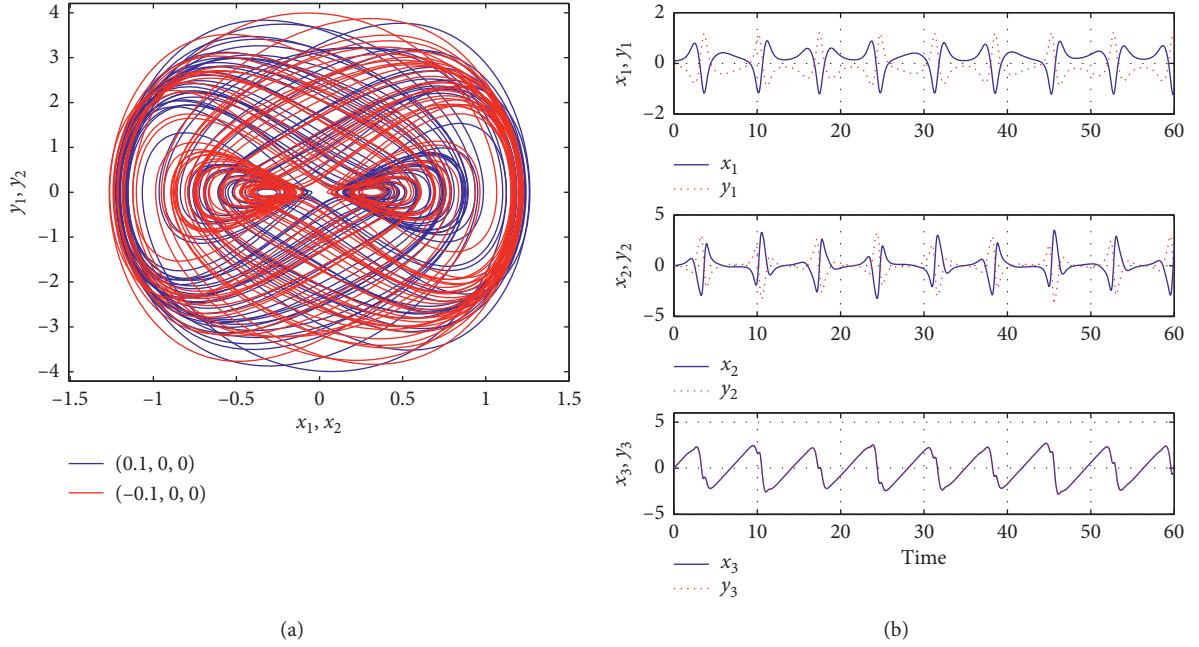 4
3
2
1
0
−1
−2
−3
−4
y1, y2
−1.5 −1 −0.5 0 0.5 1 1.5
x1, x2
(0.1, 0, 0)
(–0.1, 0, 0)
(a)
2
0
−2
x1, y1
0 10 20 30 40 50 60
x1
y1
5
0
−5
x2, y2
0 10 20 30 40 50 60
x2
y2
5
0
−5
x3, y3
0 10 20 30 40 50 60
Time
x3
y3
(b)